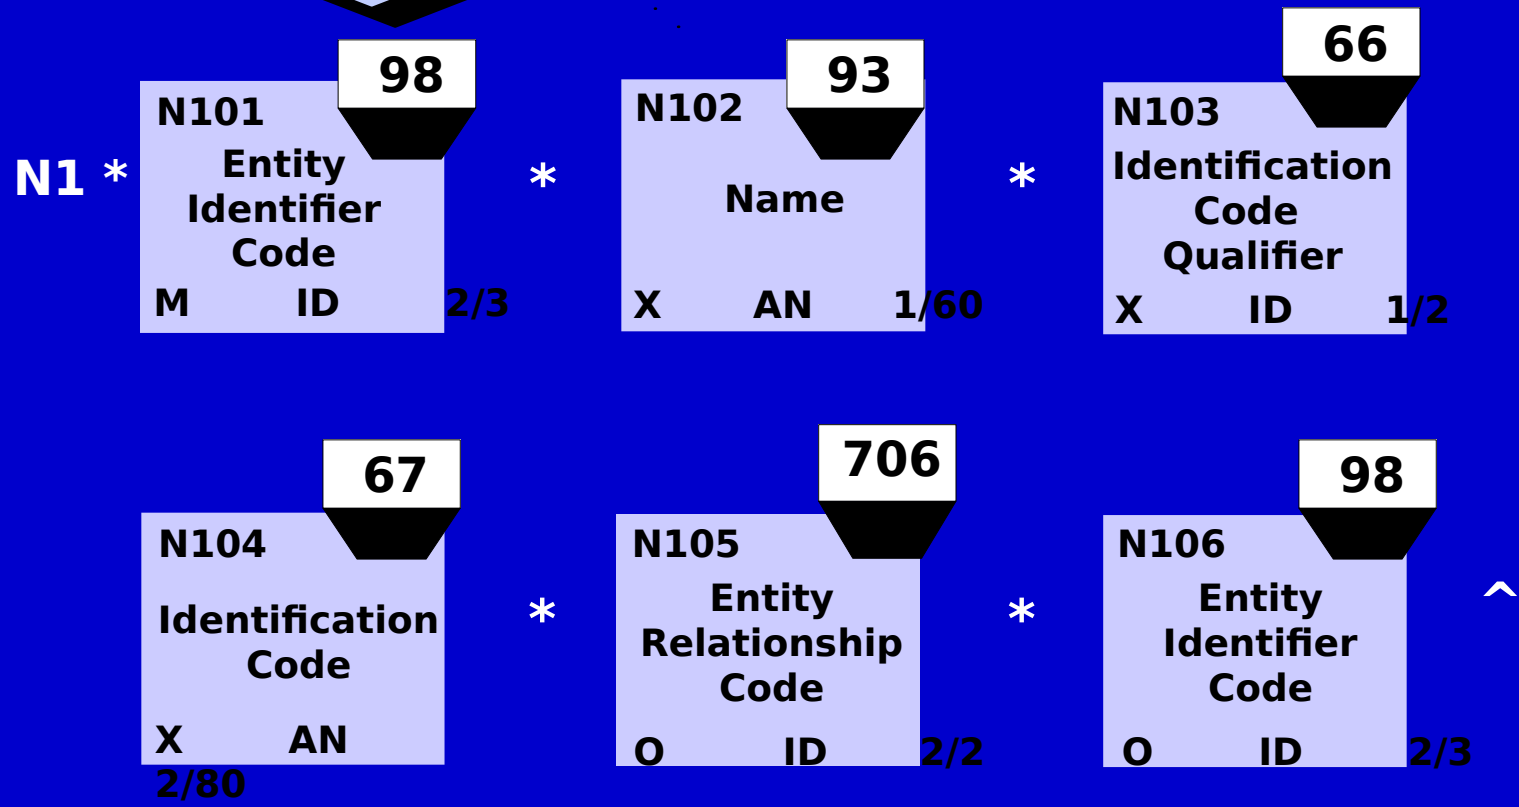 98
93
66
N101
N102
N103
N1 *
Entity
Identifier
Code
*
Name
*
Identification
Code
Qualifier
M ID 2/3
X AN 1/60
X ID 1/2
67
706
98
N104
N105
N106
Identification
Code
*
Entity
Relationship
Code
*
Entity
Identifier
Code
^
X AN
2/80
O ID 2/2
O ID 2/3